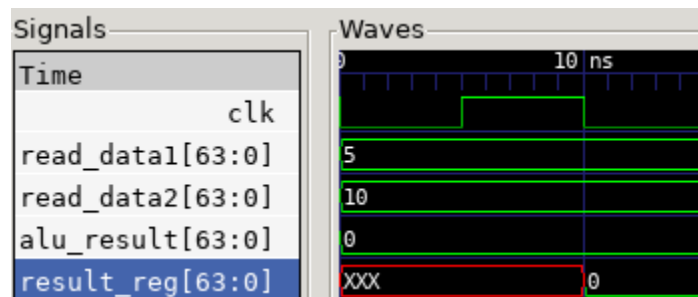 Signals
Waves
Time
0
10 ns
clk
read_data1[63:0]
5
read_data2[63:0]
10
alu_result[63:0]
0
result_reg[63:0]
XXX
0